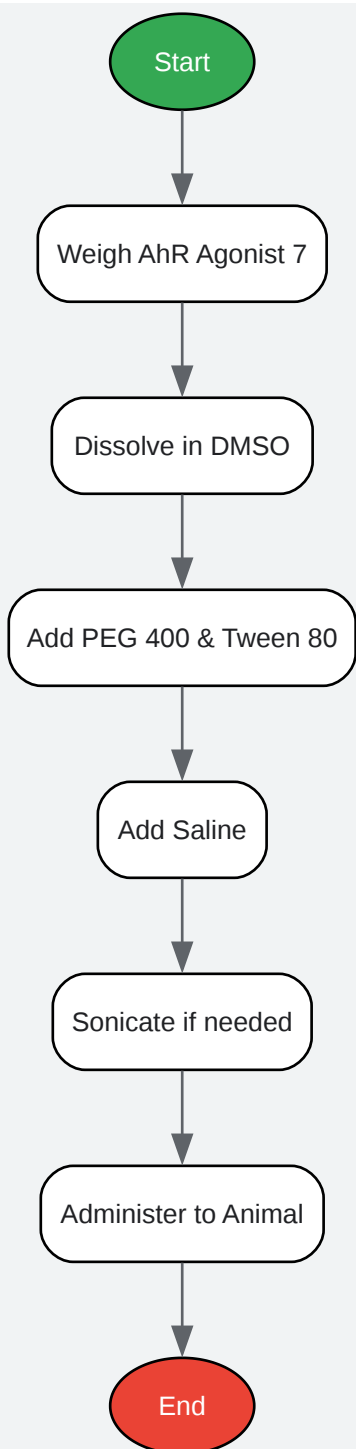 Start
Weigh AhR Agonist 7
Dissolve in DMSO
Add PEG 400 & Tween 80
Add Saline
Sonicate if needed
Administer to Animal
End